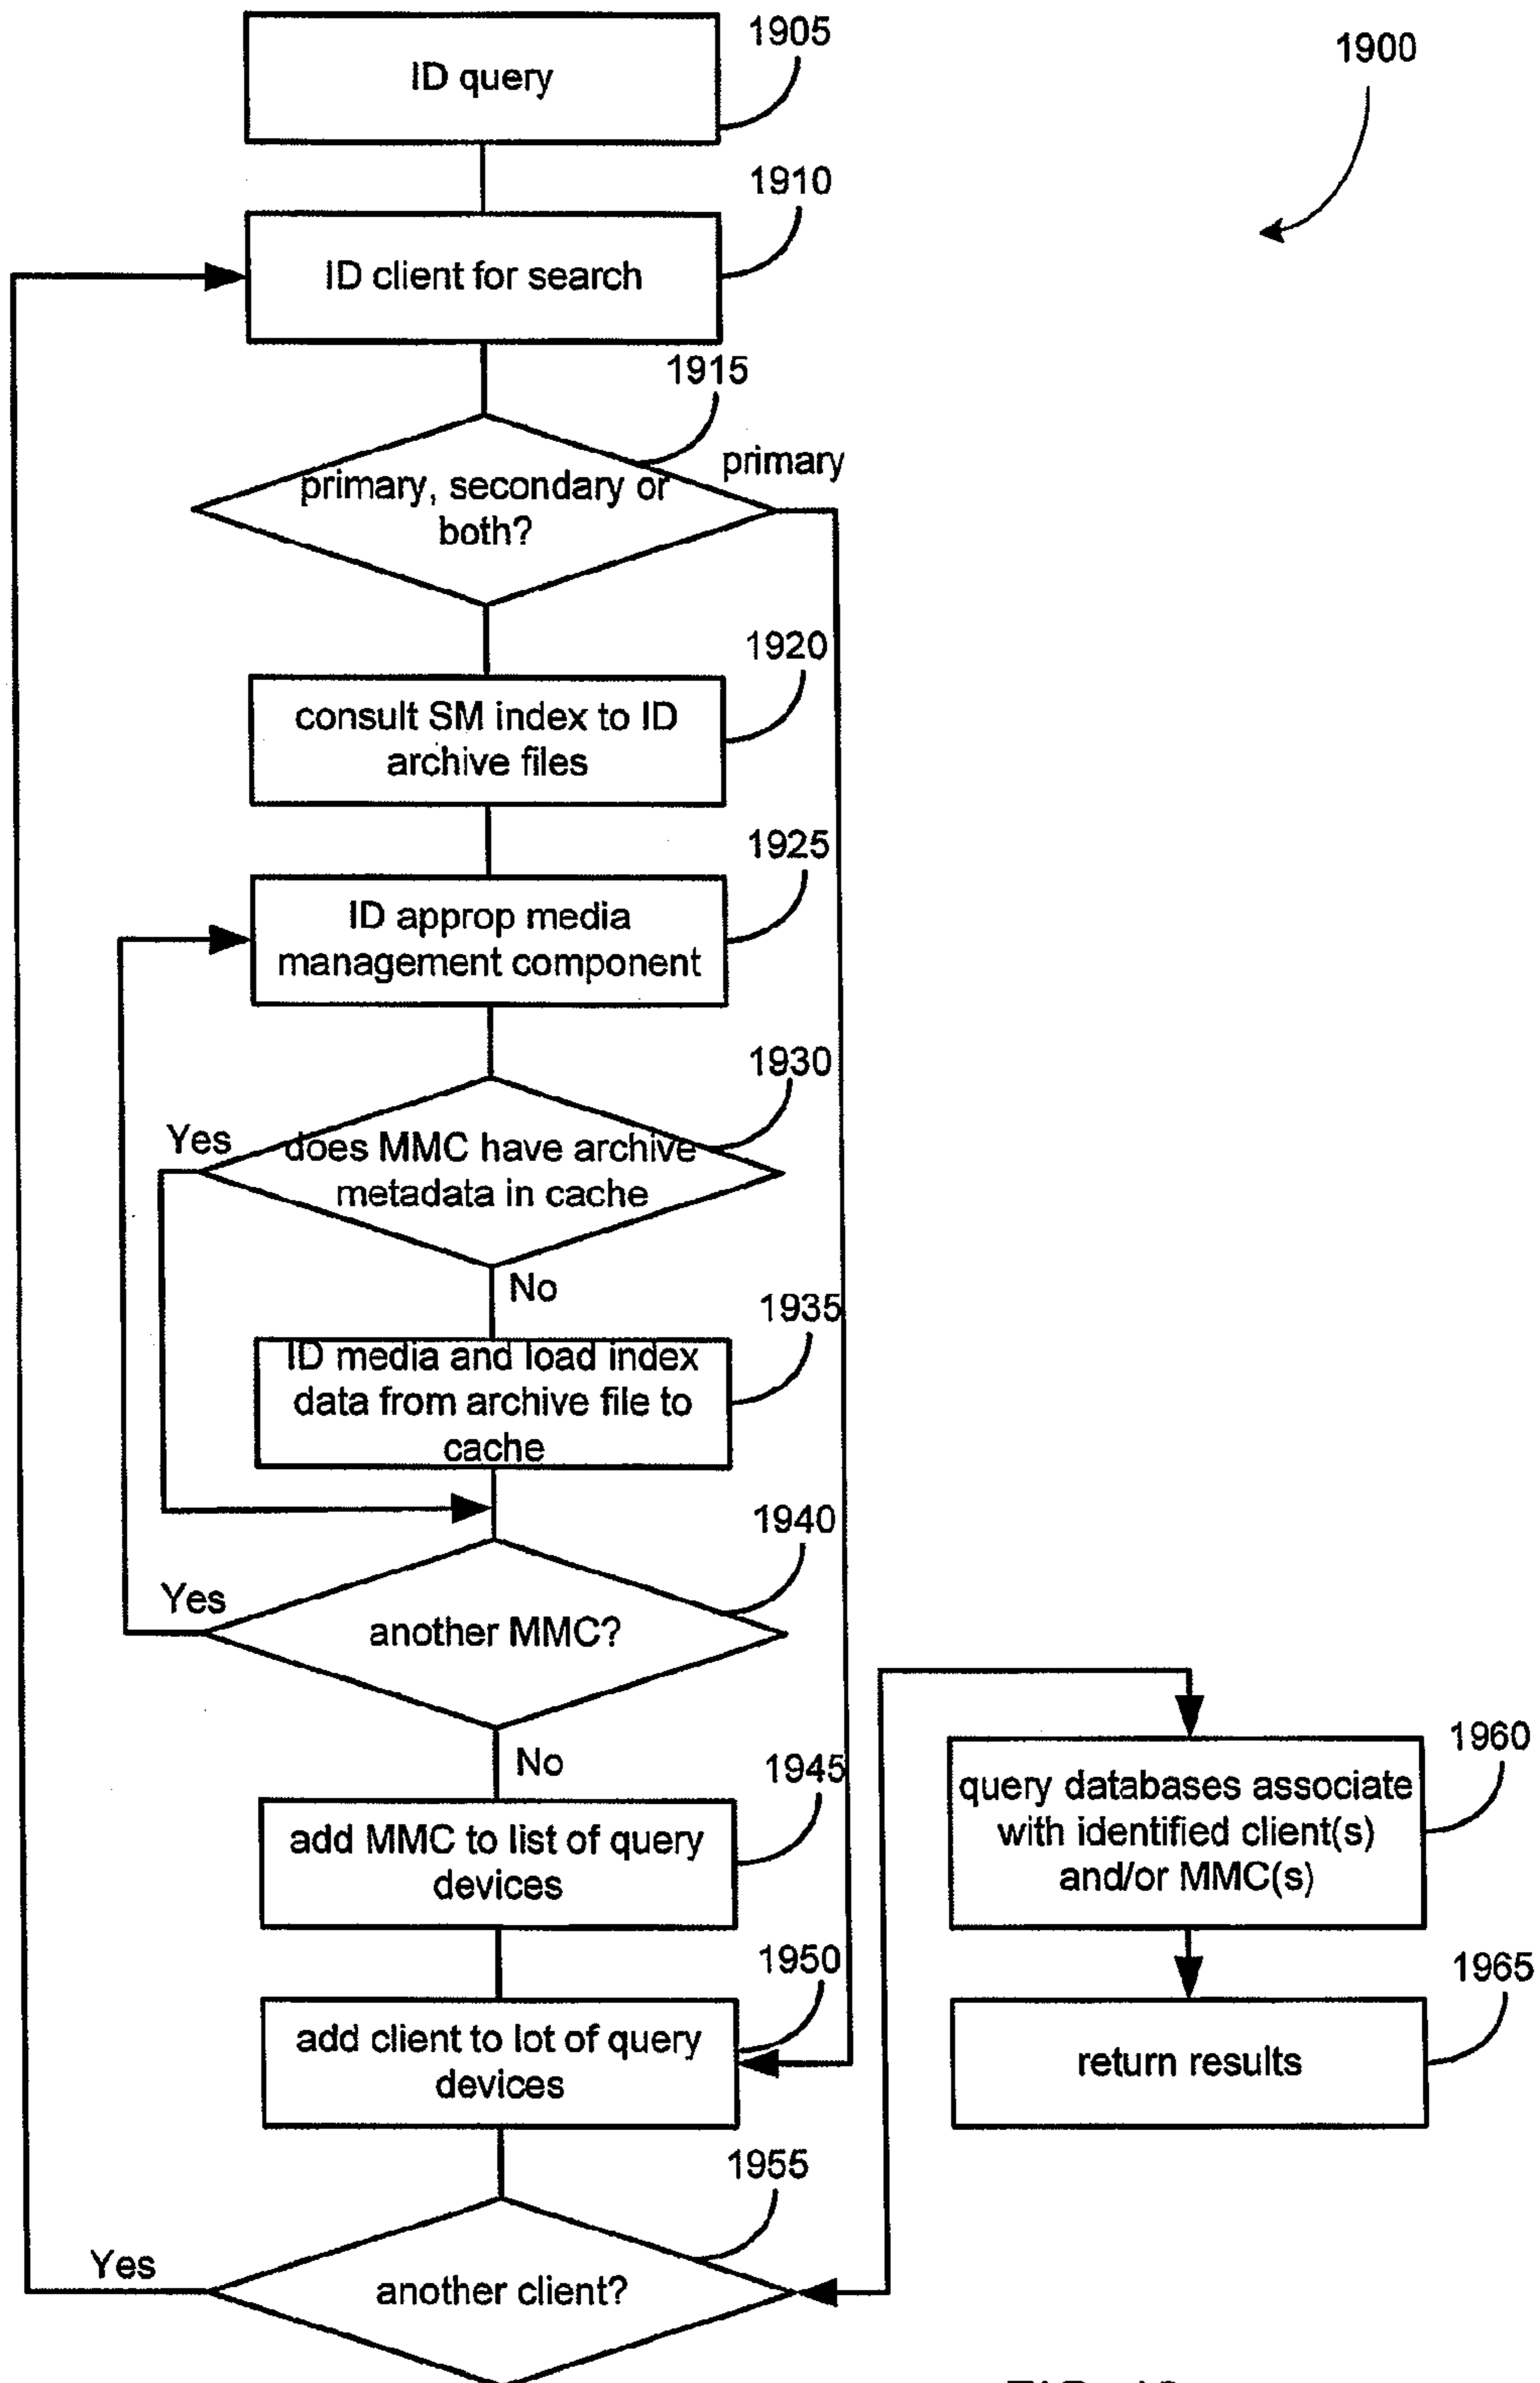 1905
ID query
1900
1910
ID client for search
1915
primary
primary, secondary or
both?
1920
consult SM index to ID
archive files
1925
ID approp media
management component
1930
Yes
does MMC have archive
metadata in cache
No
1935
ID media and load index
data from archive file to
cache
1940
Yes
another MMC?
No
1945
add MMC to list of query
devices
1950
add client to lot of query
devices
1955
Yes
another client?
1960
query databases associate
with identified client(s)
and/or MMC(s)
1965
return results